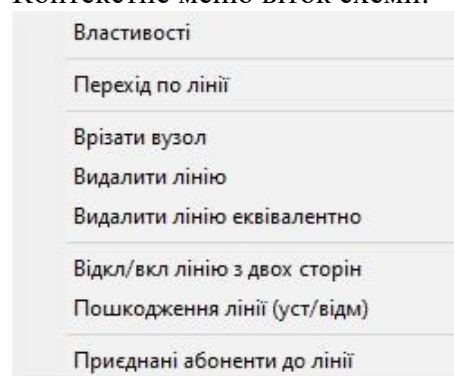 Контекстне меню віток схеми.
Властивості
Перехід по лінії
Врізати вузол
Видалити лінію
Видалити лінію еквівалентно
Відкл/вкл лінію з двох сторін
Пошкодження лінії (уст/відм)
Приєднані абоненти до лінії